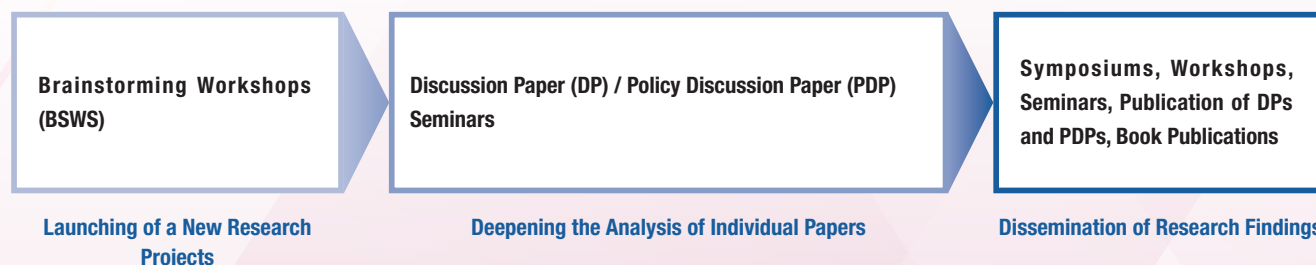 Brainstorming Workshops
(BSWS)
Discussion Paper (DP) / Policy Discussion Paper (PDP)
Seminars
Symposiums, Workshops,
Seminars, Publication of DPs
and PDPs, Book Publications
Launching of a New Research
Projects
Deepening the Analysis of Individual Papers
Dissemination of Research Findings